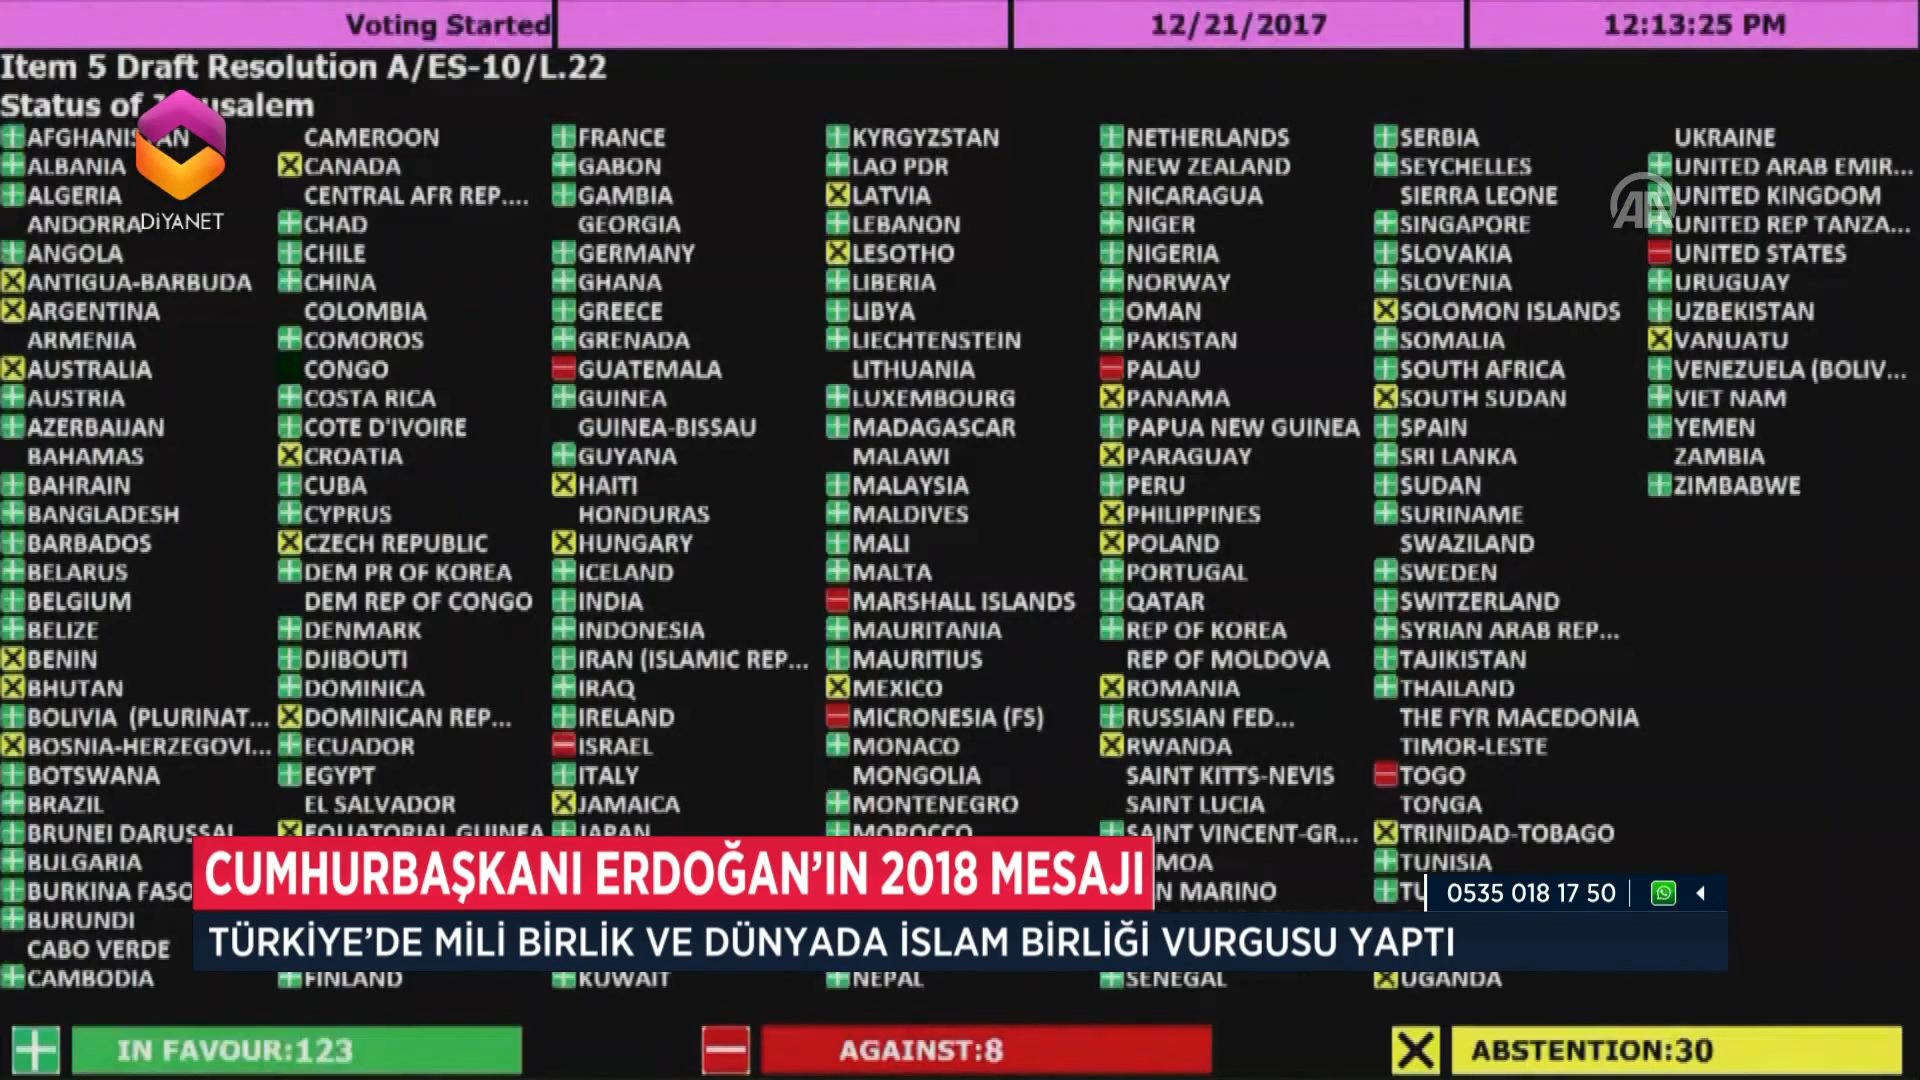 Voting Started
12/21/2017
12:13:25 PM
Item 5 Draft Resolution A/ES-10/L.22
Status of Jerusalem
DİYANET
AA
AFGHANISTAN
ALBANIA
ALGERIA
ANDORRA
ANGOLA
ANTIGUA-BARBUDA
ARGENTINA
ARMENIA
AUSTRALIA
AUSTRIA
AZERBAIJAN
BAHAMAS
BAHRAIN
BANGLADESH
BARBADOS
BELARUS
BELGIUM
BELIZE
BENIN
BHUTAN
BOLIVIA (PLURINAT...
BOSNIA-HERZEGOVI...
BOTSWANA
BRAZIL
BRUNEI DARUSSAL
BULGARIA
BURKINA FASO
BURUNDI
CABO VERDE
CAMBODIA
CAMEROON
CANADA
CENTRAL AFR REP....
CHAD
CHILE
CHINA
COLOMBIA
COMOROS
CONGO
COSTA RICA
COTE D'IVOIRE
CROATIA
CUBA
CYPRUS
CZECH REPUBLIC
DEM PR OF KOREA
DEM REP OF CONGO
DENMARK
DJIBOUTI
DOMINICA
DOMINICAN REP...
ECUADOR
EGYPT
EL SALVADOR
EQUATORIAL GUINEA
FINLAND
FRANCE
GABON
GAMBIA
GEORGIA
GERMANY
GHANA
GREECE
GRENADA
GUATEMALA
GUINEA
GUINEA-BISSAU
GUYANA
HAITI
HONDURAS
HUNGARY
ICELAND
INDIA
INDONESIA
IRAN (ISLAMIC REP...
IRAQ
IRELAND
ISRAEL
ITALY
JAMAICA
JAPAN
KUWAIT
KYRGYZSTAN
LAO PDR
LATVIA
LEBANON
LESOTHO
LIBERIA
LIBYA
LIECHTENSTEIN
LITHUANIA
LUXEMBOURG
MADAGASCAR
MALAWI
MALAYSIA
MALDIVES
MALI
MALTA
MARSHALL ISLANDS
MAURITANIA
MAURITIUS
MEXICO
MICRONESIA (FS)
MONACO
MONGOLIA
MONTENEGRO
MOROCCO
NEPAL
NETHERLANDS
NEW ZEALAND
NICARAGUA
NIGER
NIGERIA
NORWAY
OMAN
PAKISTAN
PALAU
PANAMA
PAPUA NEW GUINEA
PARAGUAY
PERU
PHILIPPINES
POLAND
PORTUGAL
QATAR
REP OF KOREA
REP OF MOLDOVA
ROMANIA
RUSSIAN FED...
RWANDA
SAINT KITTS-NEVIS
SAINT LUCIA
SAINT VINCENT-GR...
MOA
N MARINO
SENEGAL
SERBIA
SEYCHELLES
SIERRA LEONE
SINGAPORE
SLOVAKIA
SLOVENIA
SOLOMON ISLANDS
SOMALIA
SOUTH AFRICA
SOUTH SUDAN
SPAIN
SRI LANKA
SUDAN
SURINAME
SWAZILAND
SWEDEN
SWITZERLAND
SYRIAN ARAB REP...
TAJIKISTAN
THAILAND
THE FYR MACEDONIA
TIMOR-LESTE
TOGO
TONGA
TRINIDAD-TOBAGO
TUNISIA
UGANDA
UKRAINE
UNITED ARAB EMIR...
UNITED KINGDOM
UNITED REP TANZA...
UNITED STATES
URUGUAY
UZBEKISTAN
VANUATU
VENEZUELA (BOLIV...
VIET NAM
YEMEN
ZAMBIA
ZIMBABWE
CUMHURBAŞKANI ERDOĞAN'IN 2018 MESAJI
0535 018 17 50
TÜRKİYE'DE MİLİ BİRLİK VE DÜNYADA İSLAM BİRLİĞİ VURGUSU YAPTI
IN FAVOUR:123
AGAINST:8
ABSTENTION:30